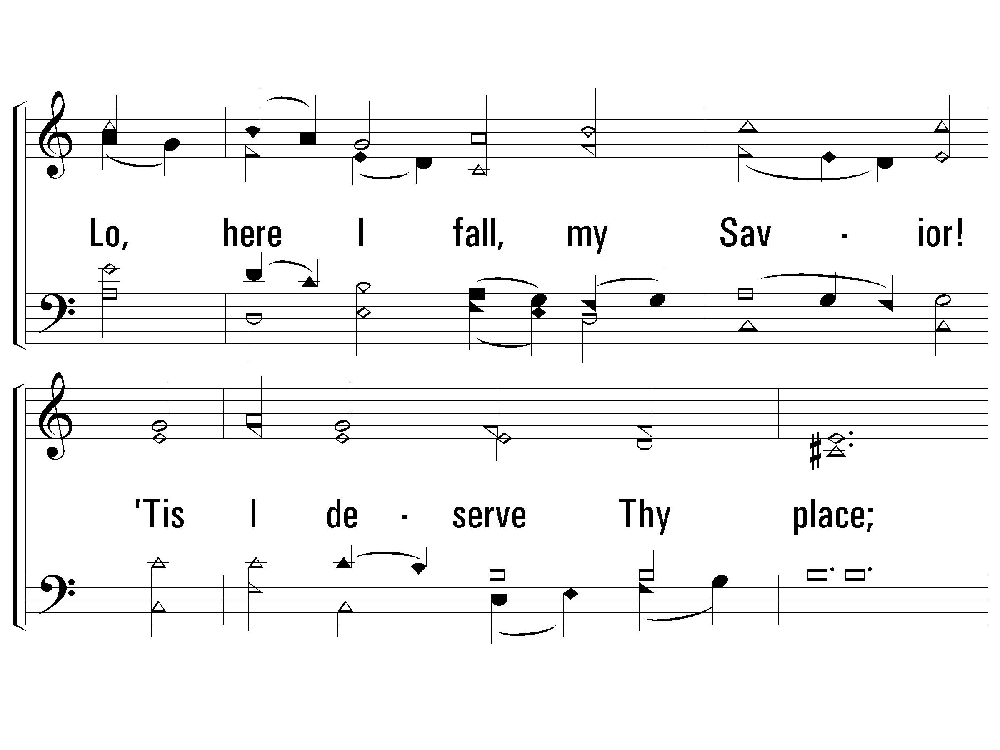 Lo, here I fall, my Sav - ior!
'Tis I de - serve Thy place;